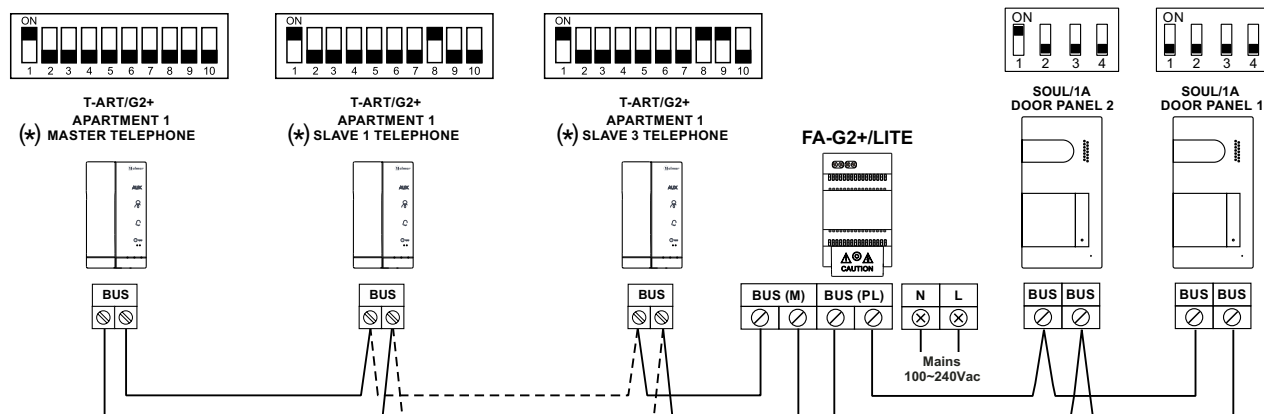 ON
1 2 3 4 5 6 7 8 9 10
T-ART/G2+
APARTMENT 1
(*) MASTER TELEPHONE
AUX
BUS
ON
1 2 3 4 5 6 7 8 9 10
T-ART/G2+
APARTMENT 1
(*) SLAVE 1 TELEPHONE
AUX
BUS
ON
1 2 3 4 5 6 7 8 9 10
T-ART/G2+
APARTMENT 1
(*) SLAVE 3 TELEPHONE
AUX
BUS
FA-G2+/LITE
CAUTION
BUS (M) BUS (PL) N L
Mains
100~240Vac
ON
1 2 3 4
SOUL/1A
DOOR PANEL 2
BUS BUS
ON
1 2 3 4
SOUL/1A
DOOR PANEL 1
BUS BUS